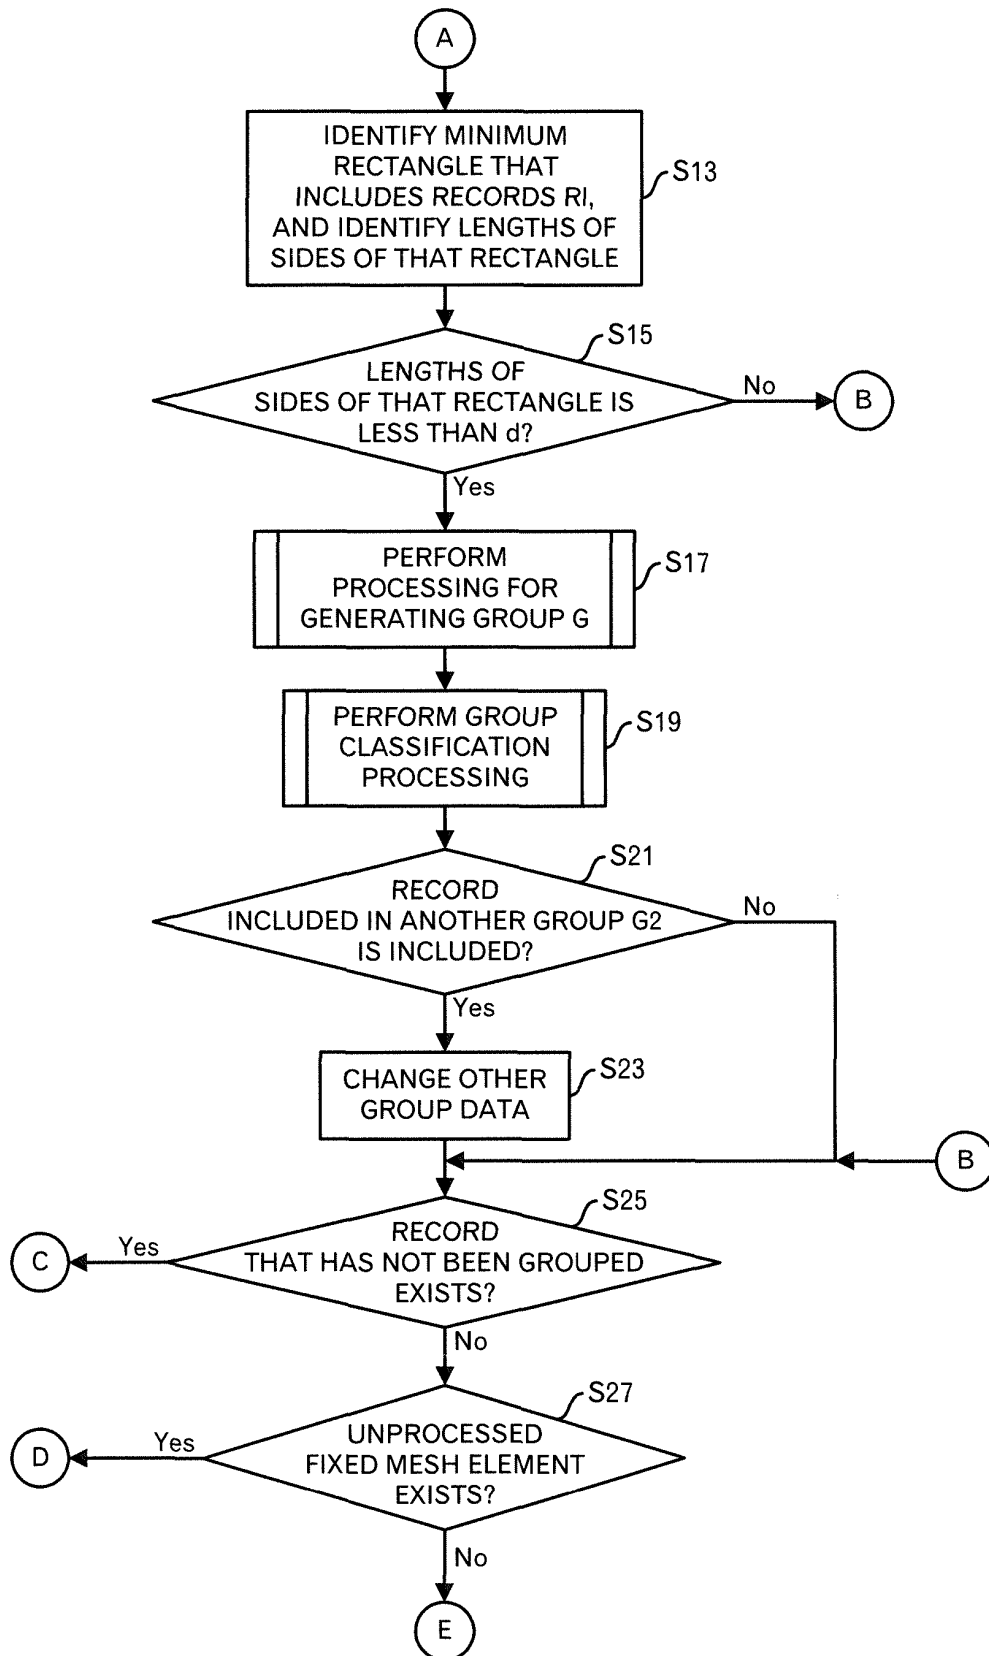 A
IDENTIFY MINIMUM
RECTANGLE THAT
INCLUDES RECORDS RI,
AND IDENTIFY LENGTHS OF
SIDES OF THAT RECTANGLE
S13
S15
LENGTHS OF
SIDES OF THAT RECTANGLE IS
LESS THAN d?
No
B
Yes
PERFORM
PROCESSING FOR
GENERATING GROUP G
S17
PERFORM GROUP
CLASSIFICATION
PROCESSING
S19
S21
RECORD
INCLUDED IN ANOTHER GROUP G2
IS INCLUDED?
No
Yes
CHANGE OTHER
GROUP DATA
S23
B
S25
RECORD
THAT HAS NOT BEEN GROUPED
EXISTS?
Yes
C
No
S27
UNPROCESSED
FIXED MESH ELEMENT
EXISTS?
Yes
D
No
E